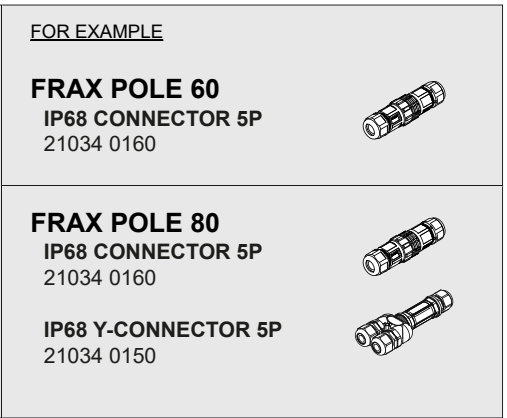 FOR EXAMPLE
FRAX POLE 60
IP68 CONNECTOR 5P
21034 0160
FRAX POLE 80
IP68 CONNECTOR 5P
21034 0160
IP68 Y-CONNECTOR 5P
21034 0150